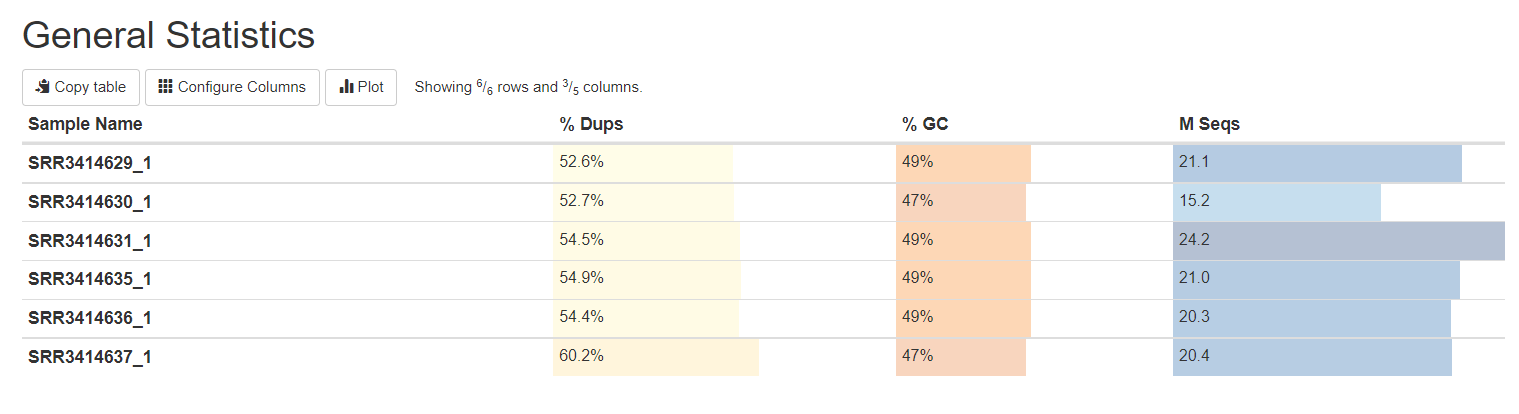 General Statistics
Copy table Configure Columns Plot Showing 6/6 rows and 3/5 columns.
Sample Name % Dups % GC M Seqs
SRR3414629_1 52.6% 49% 21.1
SRR3414630_1 52.7% 47% 15.2
SRR3414631_1 54.5% 49% 24.2
SRR3414635_1 54.9% 49% 21.0
SRR3414636_1 54.4% 49% 20.3
SRR3414637_1 60.2% 47% 20.4